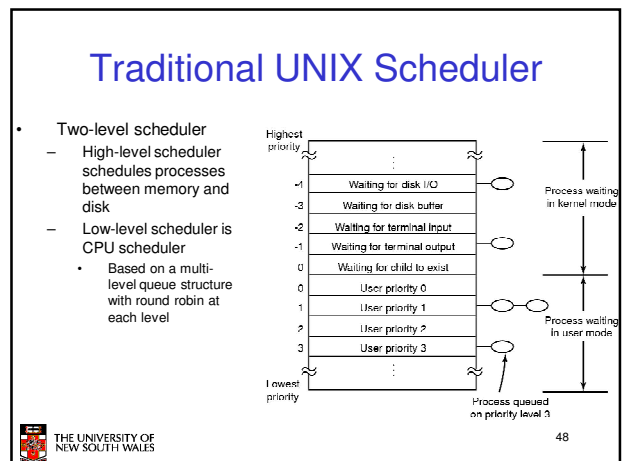 Traditional UNIX Scheduler
• Two-level scheduler
– High-level scheduler
schedules processes
between memory and
disk
– Low-level scheduler is
CPU scheduler
• Based on a multi-
level queue structure
with round robin at
each level
Highest
priority
-4 Waiting for disk I/O
-3 Waiting for disk buffer
-2 Waiting for terminal input
-1 Waiting for terminal output
0 Waiting for child to exist
0 User priority 0
1 User priority 1
2 User priority 2
3 User priority 3
Lowest
priority
Process waiting
in kernel mode
Process waiting
in user mode
Process queued
on priority level 3
THE UNIVERSITY OF
NEW SOUTH WALES
48